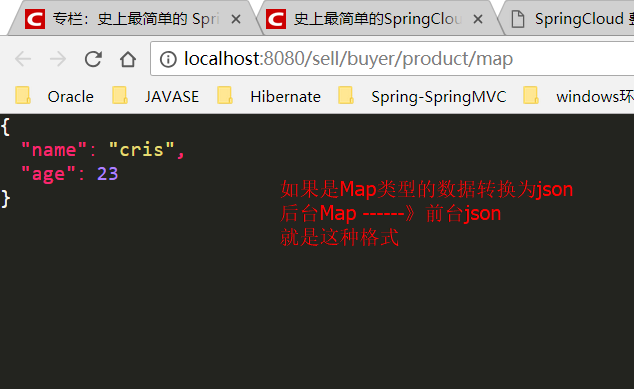 专栏：史上最简单的 Spri
史上最简单的SpringClou
SpringCloud 整
localhost:8080/sell/buyer/product/map
Oracle
JAVASE
Hibernate
Spring-SpringMVC
windows环
{
"name": "cris",
"age": 23
}
如果是Map类型的数据转换为json
后台Map ------》前台json
就是这种格式